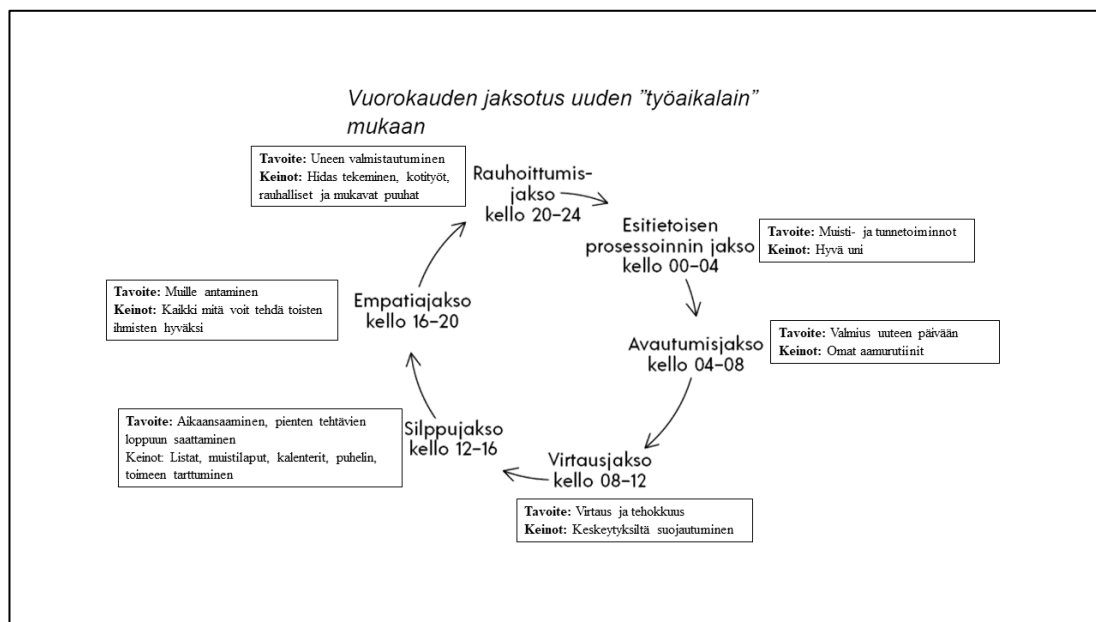 Vuorokauden jaksotus uuden ”työaikalain”
mukaan
Tavoite: Uneen valmistautuminen
Keinot: Hidas tekeminen, kotityöt,
rauhalliset ja mukavat puuhat
Rauhoittumis-
jakso
kello 20–24
Esitietoisen
prosessoinnin jakso
kello 00–04
Tavoite: Muisti- ja tunnetoiminnot
Keinot: Hyvä uni
Avautumisjakso
kello 04–08
Tavoite: Valmius uuteen päivään
Keinot: Omat aamurutiinit
Virtausjakso
kello 08–12
Tavoite: Virtaus ja tehokkuus
Keinot: Keskeytyksiltä suojautuminen
Silppujakso
kello 12–16
Tavoite: Aikaansaaminen, pienten tehtävien
loppuun saattaminen
Keinot: Listat, muistilaput, kalenterit, puhelin,
toimeen tarttuminen
Empatiajakso
kello 16–20
Tavoite: Muille antaminen
Keinot: Kaikki mitä voit tehdä toisten
ihmisten hyväksi